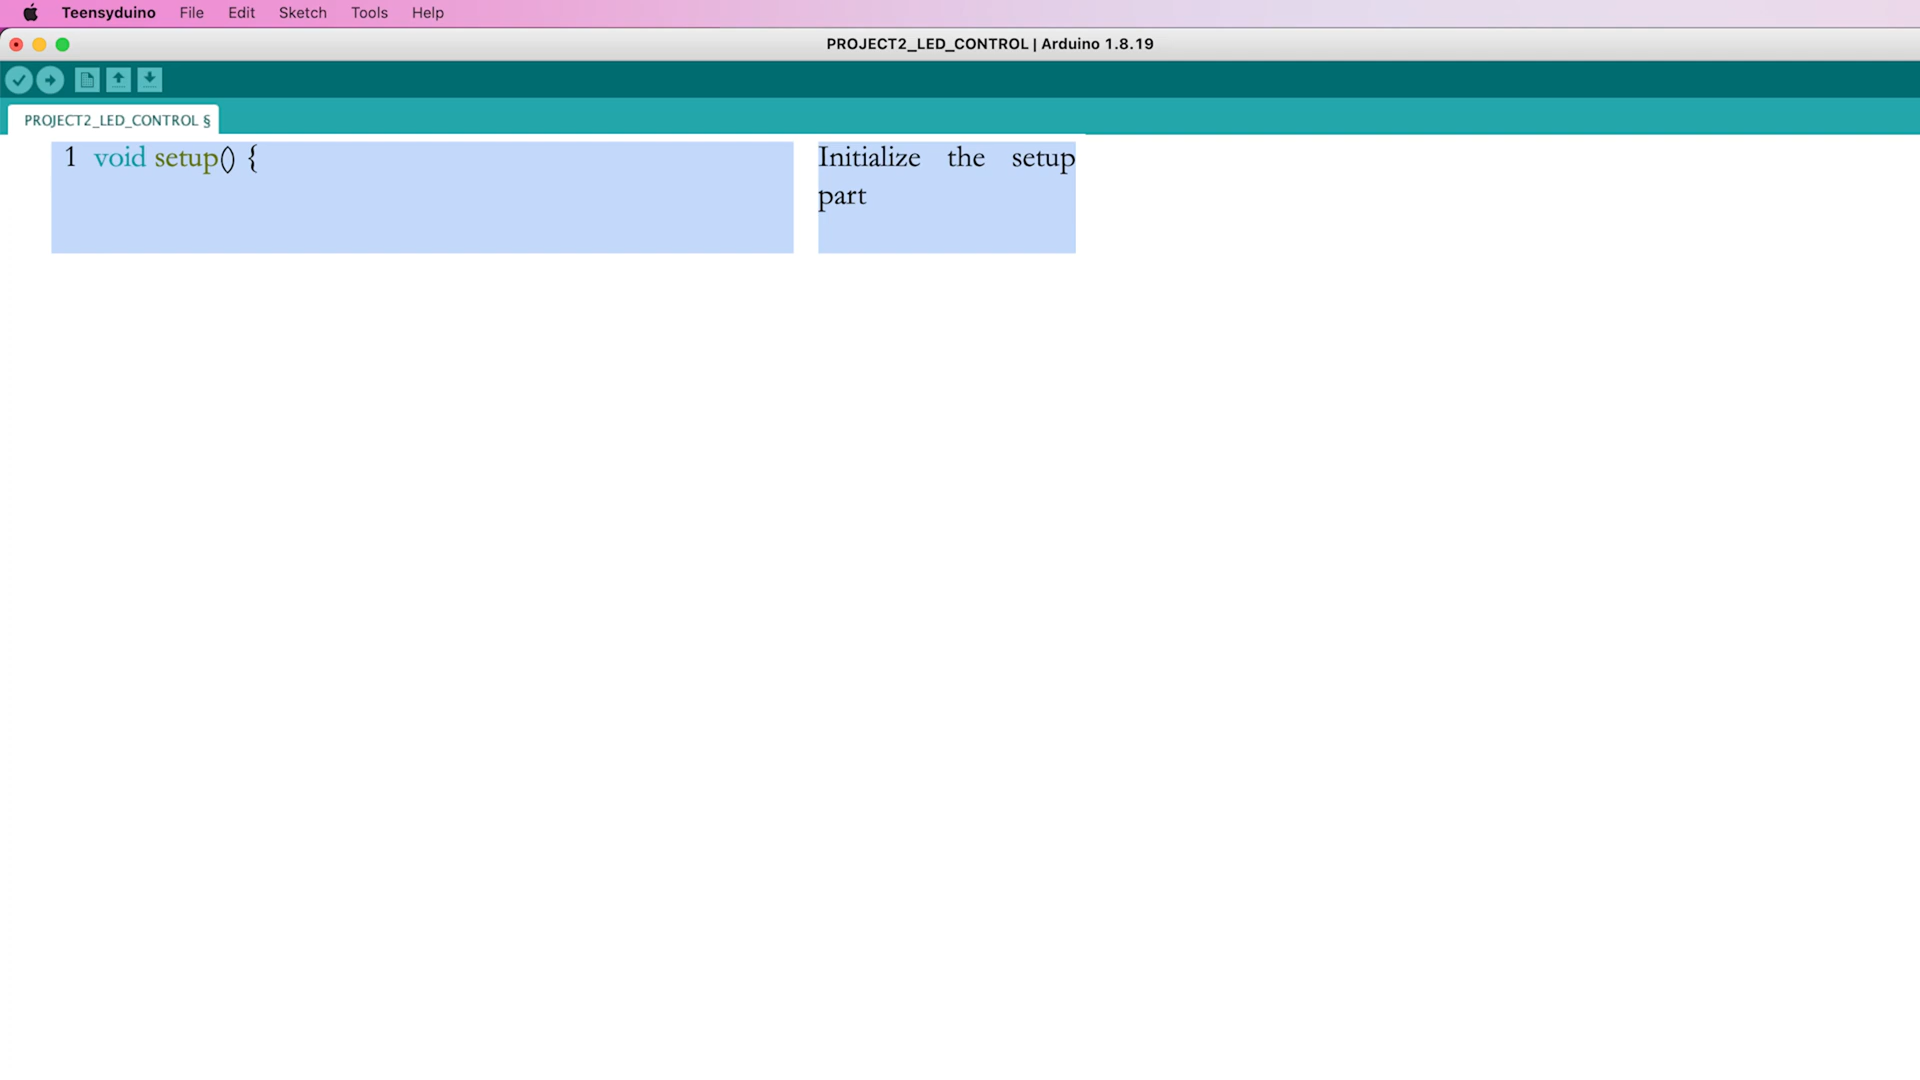 Teensyduino File Edit Sketch Tools Help
PROJECT2_LED_CONTROL | Arduino 1.8.19
PROJECT2_LED_CONTROL §
1 void setup() {
Initialize the setup
part